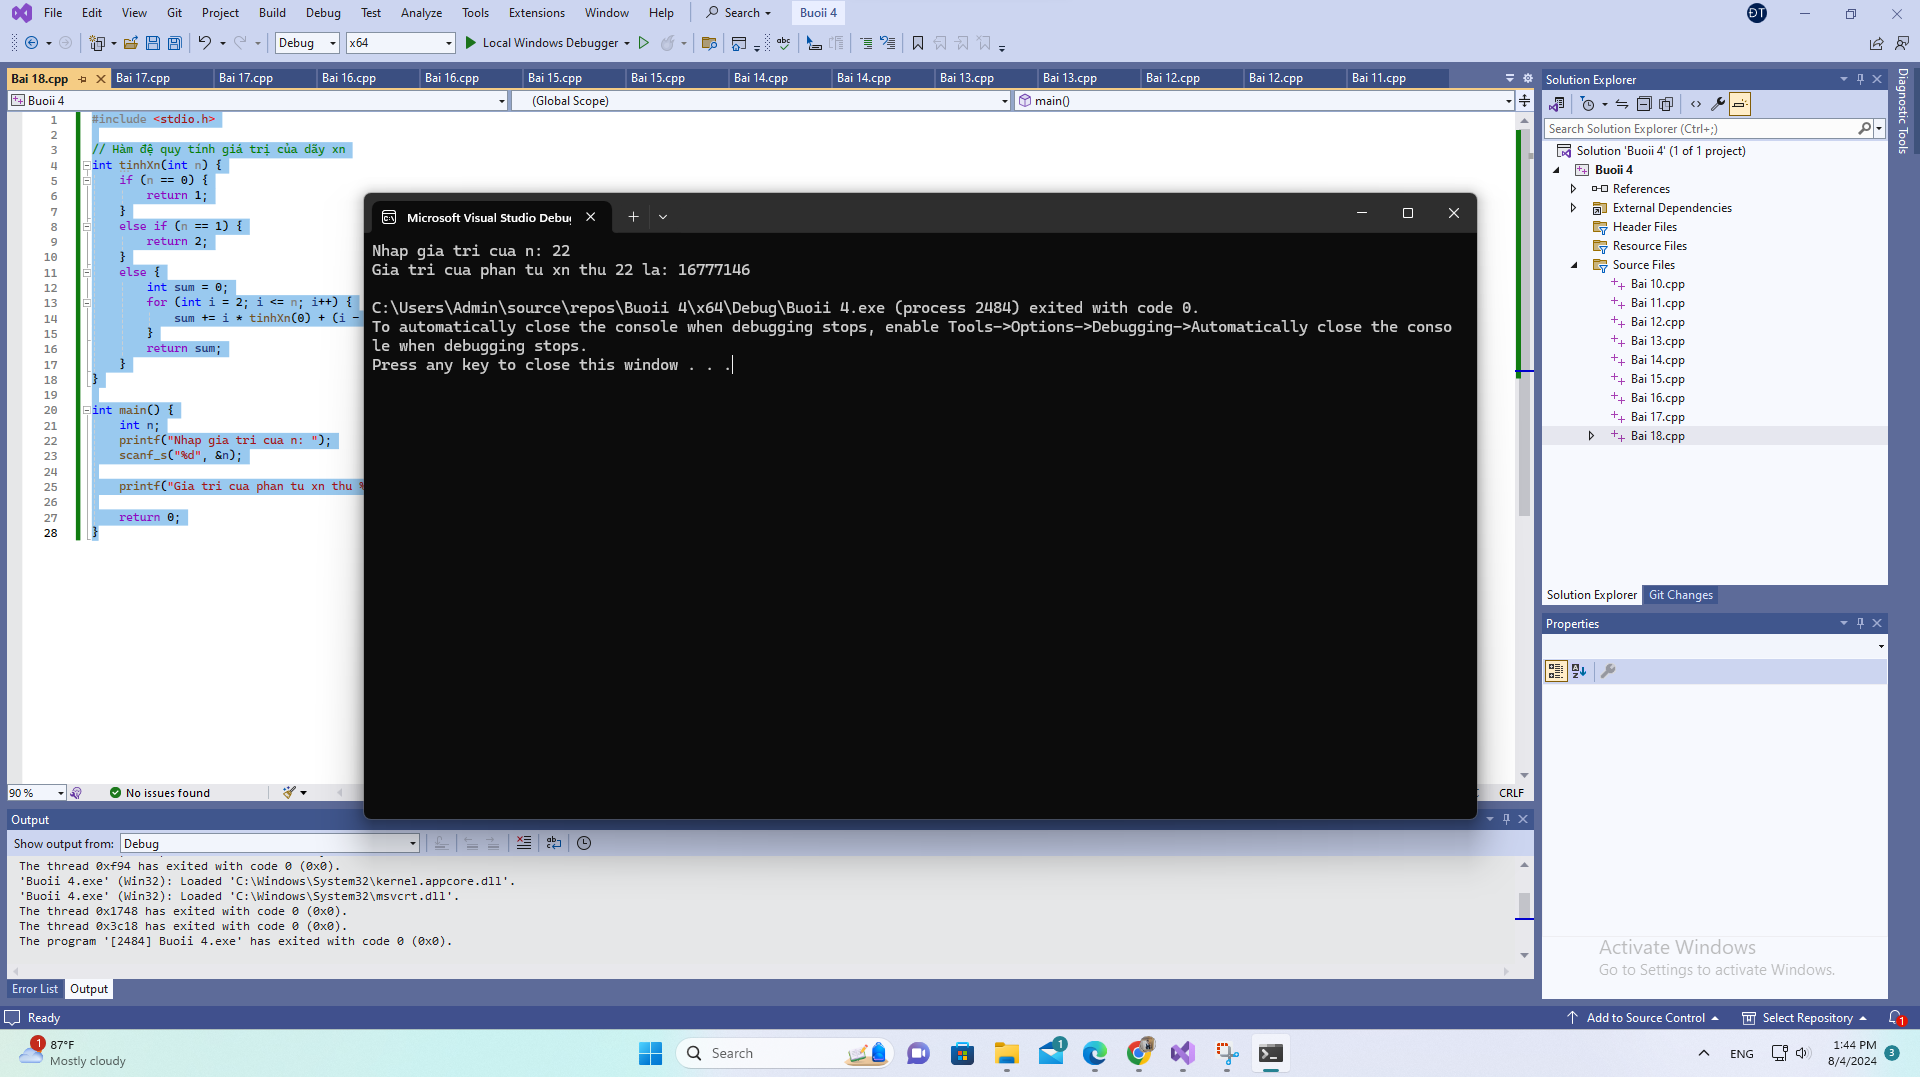 File Edit View Git Project Build Debug Test Analyze Tools Extensions Window Help Search Buoii 4 ĐT
Debug x64 Local Windows Debugger
Bai 18.cpp Bai 17.cpp Bai 17.cpp Bai 16.cpp Bai 16.cpp Bai 15.cpp Bai 15.cpp Bai 14.cpp Bai 14.cpp Bai 13.cpp Bai 13.cpp Bai 12.cpp Bai 12.cpp Bai 11.cpp
Buoii 4 (Global Scope) main()
1 #include <stdio.h>
2
3 // Hàm đệ quy tính giá trị của dãy xn
4 int tinhXn(int n) {
5 if (n == 0) {
6 return 1;
7 }
8 else if (n == 1) {
9 return 2;
10 }
11 else {
12 int sum = 0;
13 for (int i = 2; i <= n; i++) {
14 sum += i * tinhXn(0) + (i -
15 }
16 return sum;
17 }
18 }
19
20 int main() {
21 int n;
22 printf("Nhap gia tri cua n: ");
23 scanf_s("%d", &n);
24
25 printf("Gia tri cua phan tu xn thu %
26
27 return 0;
28 }
Microsoft Visual Studio Debug
Nhap gia tri cua n: 22
Gia tri cua phan tu xn thu 22 la: 16777146
C:\Users\Admin\source\repos\Buoii 4\x64\Debug\Buoii 4.exe (process 2484) exited with code 0.
To automatically close the console when debugging stops, enable Tools->Options->Debugging->Automatically close the conso
le when debugging stops.
Press any key to close this window . . .
90 % No issues found CRLF
Output
Show output from: Debug
The thread 0xf94 has exited with code 0 (0x0).
'Buoii 4.exe' (Win32): Loaded 'C:\Windows\System32\kernel.appcore.dll'.
'Buoii 4.exe' (Win32): Loaded 'C:\Windows\System32\msvcrt.dll'.
The thread 0x1748 has exited with code 0 (0x0).
The thread 0x3c18 has exited with code 0 (0x0).
The program '[2484] Buoii 4.exe' has exited with code 0 (0x0).
Error List Output
Solution Explorer
Search Solution Explorer (Ctrl+;)
Solution 'Buoii 4' (1 of 1 project)
Buoii 4
References
External Dependencies
Header Files
Resource Files
Source Files
Bai 10.cpp
Bai 11.cpp
Bai 12.cpp
Bai 13.cpp
Bai 14.cpp
Bai 15.cpp
Bai 16.cpp
Bai 17.cpp
Bai 18.cpp
Solution Explorer Git Changes
Properties
Diagnostic Tools
Activate Windows
Go to Settings to activate Windows.
Ready Add to Source Control Select Repository 1
1 87°F
Mostly cloudy
Search
1
ENG
1:44 PM
8/4/2024
3